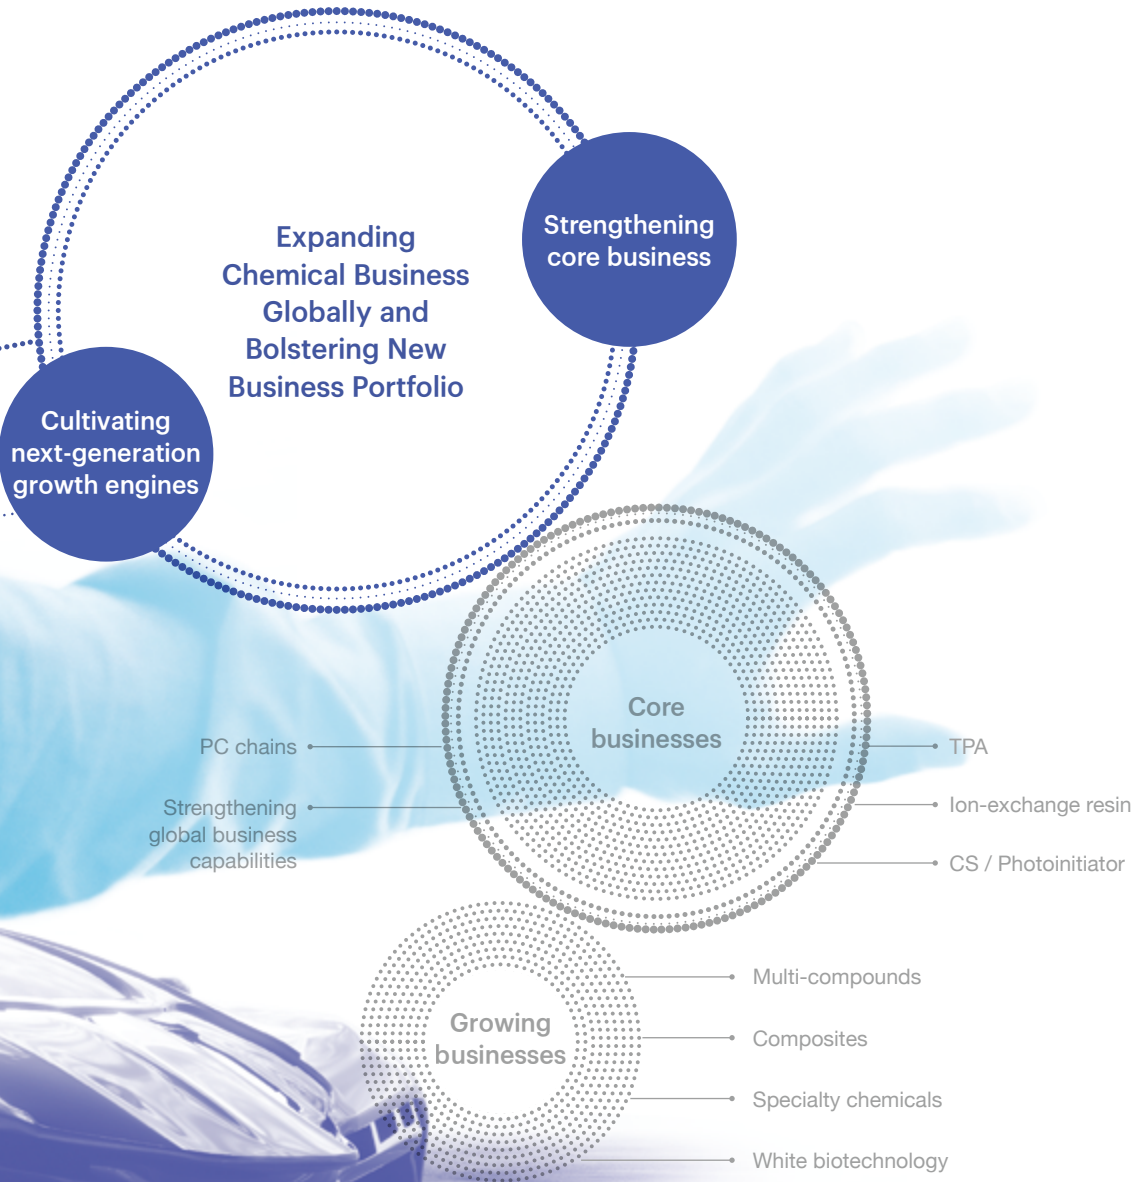 Expanding
Chemical Business
Globally and
Bolstering New
Business Portfolio
Strengthening
core business
Cultivating
next-generation
growth engines
Core
businesses
PC chains
Strengthening
global business
capabilities
TPA
Ion-exchange resin
CS / Photoinitiator
Growing
businesses
Multi-compounds
Composites
Specialty chemicals
White biotechnology